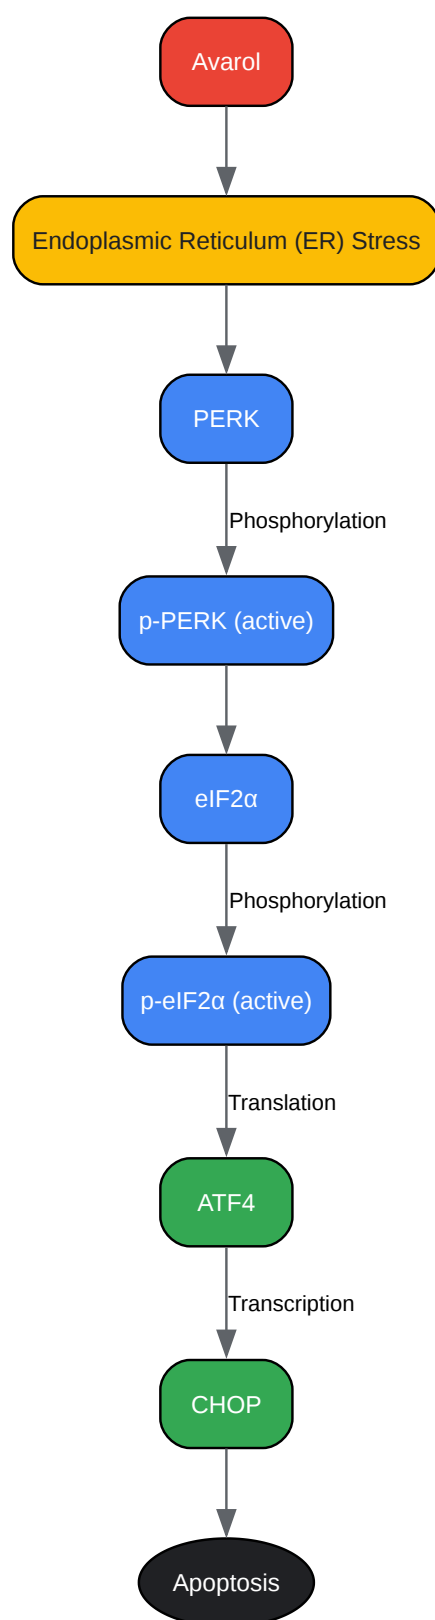 Avarol
Endoplasmic Reticulum (ER) Stress
PERK
Phosphorylation
p-PERK (active)
eIF2α
Phosphorylation
p-eIF2α (active)
Translation
ATF4
Transcription
CHOP
Apoptosis